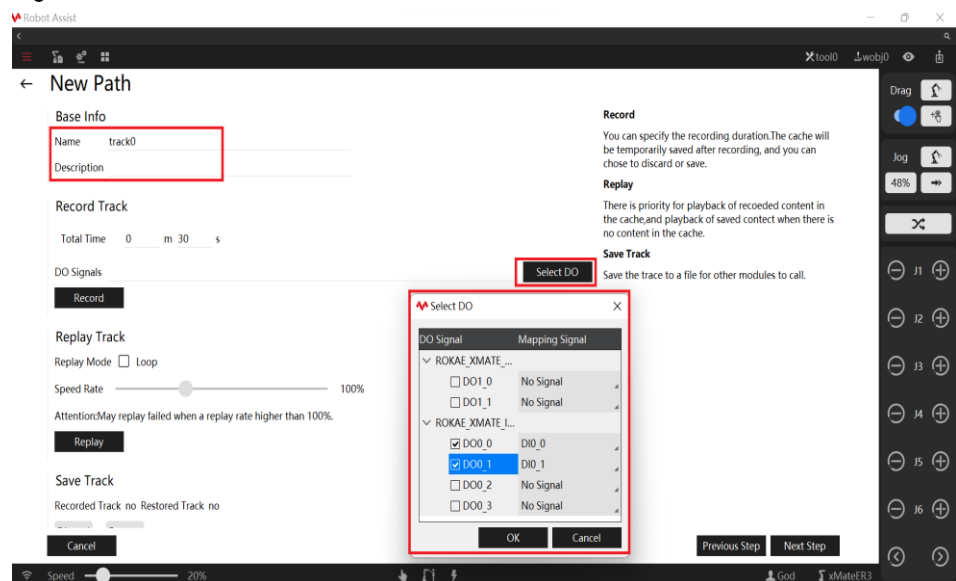 Robot Assist
tool0 wobj0
New Path
Base Info
Name track0
Description
Record Track
Total Time 0 m 30 s
DO Signals
Select DO
Record
Replay Track
Replay Mode Loop
Speed Rate 100%
Attention:May replay failed when a replay rate higher than 100%.
Replay
Save Track
Recorded Track no Restored Track no
Cancel
Record
You can specify the recording duration.The cache will
be temporarily saved after recording, and you can
chose to discard or save.
Replay
There is priority for playback of recoeded content in
the cache,and playback of saved contect when there is
no content in the cache.
Save Track
Save the trace to a file for other modules to call.
Select DO
DO Signal Mapping Signal
ROKAE_XMATE_...
DO1_0 No Signal
DO1_1 No Signal
ROKAE_XMATE_I...
DO0_0 DI0_0
DO0_1 DI0_1
DO0_2 No Signal
DO0_3 No Signal
OK Cancel
Previous Step Next Step
Drag
Jog
48%
J1
J2
J3
J4
J5
J6
Speed 20%
God xMateER3